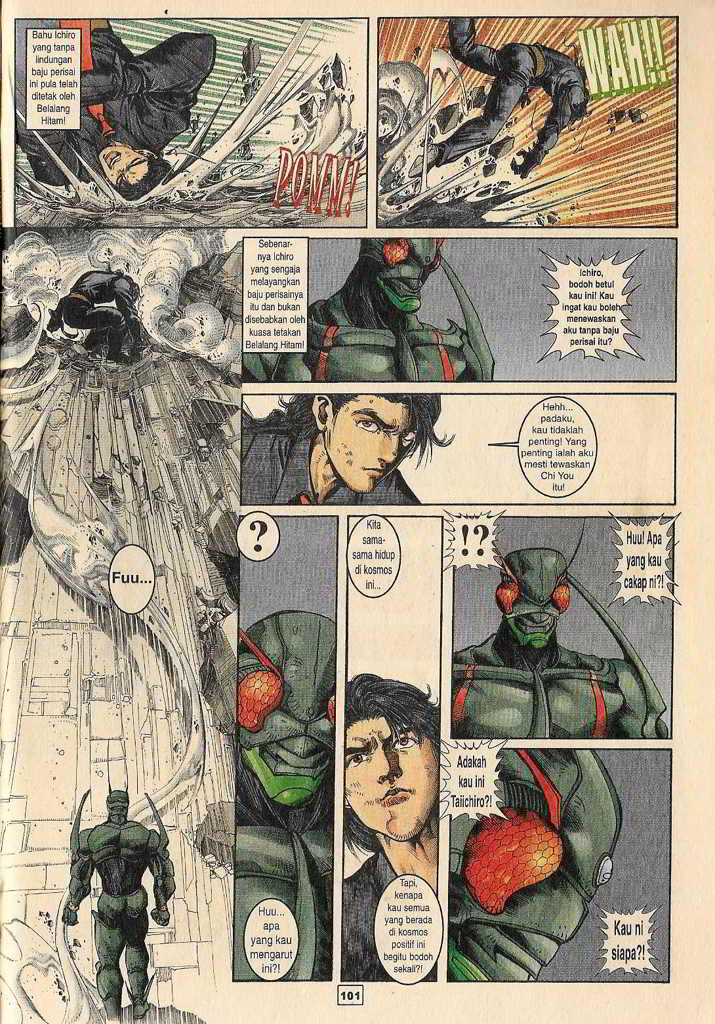 Bahu Ichiro
yang tanpa
lindungan
baju perisai
ini pula telah
ditetak oleh
Belalang
Hitam!
POWN!
WAH!!
Sebenar-
nya Ichiro
yang sengaja
melayangkan
baju perisainya
itu dan bukan
disebabkan oleh
kuasa tetakan
Belalang Hitam!
Ichiro,
bodoh betul
kau ini! Kau
ingat kau boleh
menewaskan
aku tanpa baju
perisai itu?
Hehh...
padaku,
kau tidaklah
penting! Yang
penting ialah aku
mesti tewaskan
Chi You
itu!
Fuu...
?
Huu...
apa
yang kau
mengarut
ini?!
Kita
sama-
sama hidup
di kosmos
ini...
Tapi,
kenapa
kau semua
yang berada
di kosmos
positif ini
begitu bodoh
sekali?!
!?
Huu! Apa
yang kau
cakap ni?!
Adakah
kau ini
Taiichiro?!
Kau ni
siapa?!
101